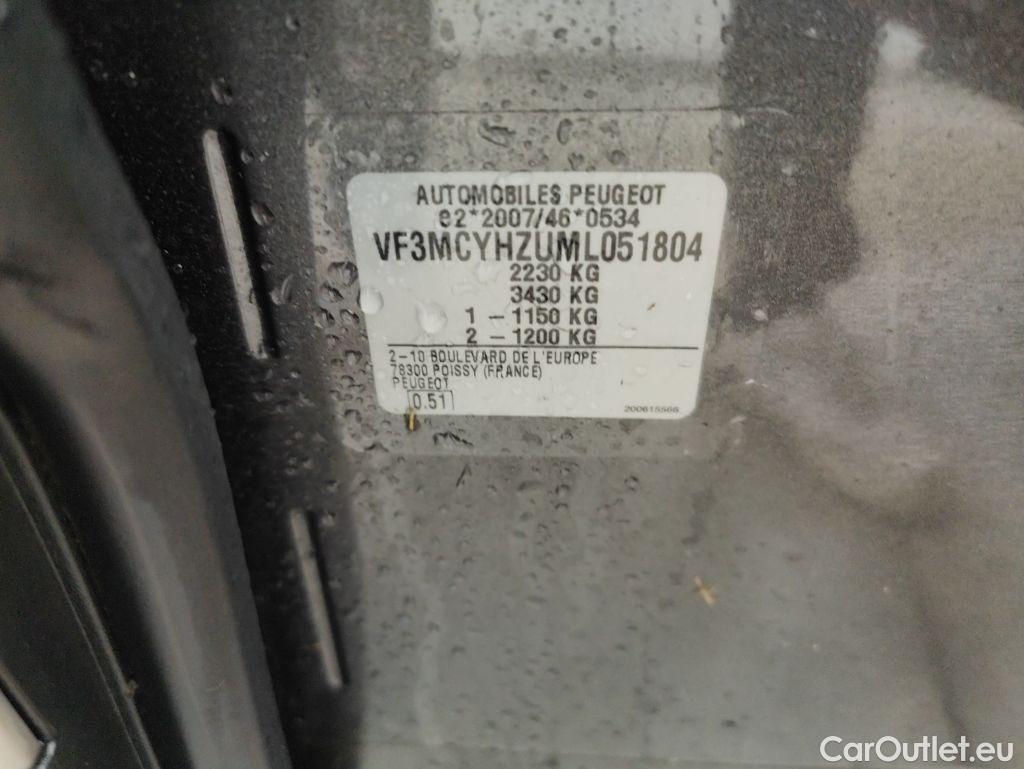 AUTOMOBILES PEUGEOT
e2*2007/46*0534
VF3MCYHZUML051804
2230 KG
3430 KG
1 - 1150 KG
2 - 1200 KG
2-10 BOULEVARD DE L'EUROPE
78300 POISSY (FRANCE)
PEUGEOT
0.51
200615566
CarOutlet.eu